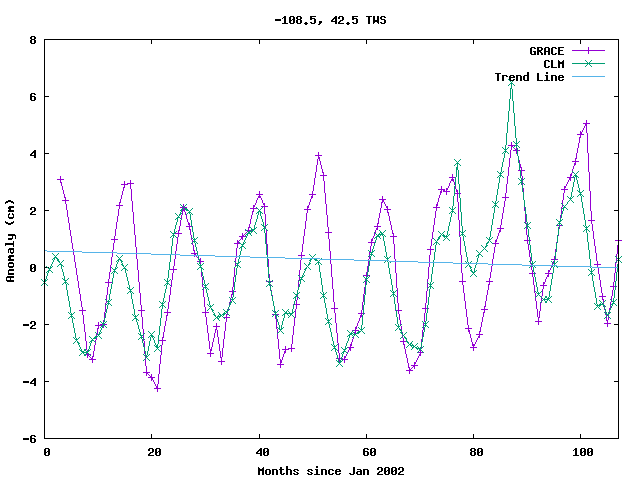 -108.5, 42.5 TWS
8
6
4
2
0
-2
-4
-6
Anomaly (cm)
GRACE
CLM
Trend Line
0 20 40 60 80 100
Months since Jan 2002